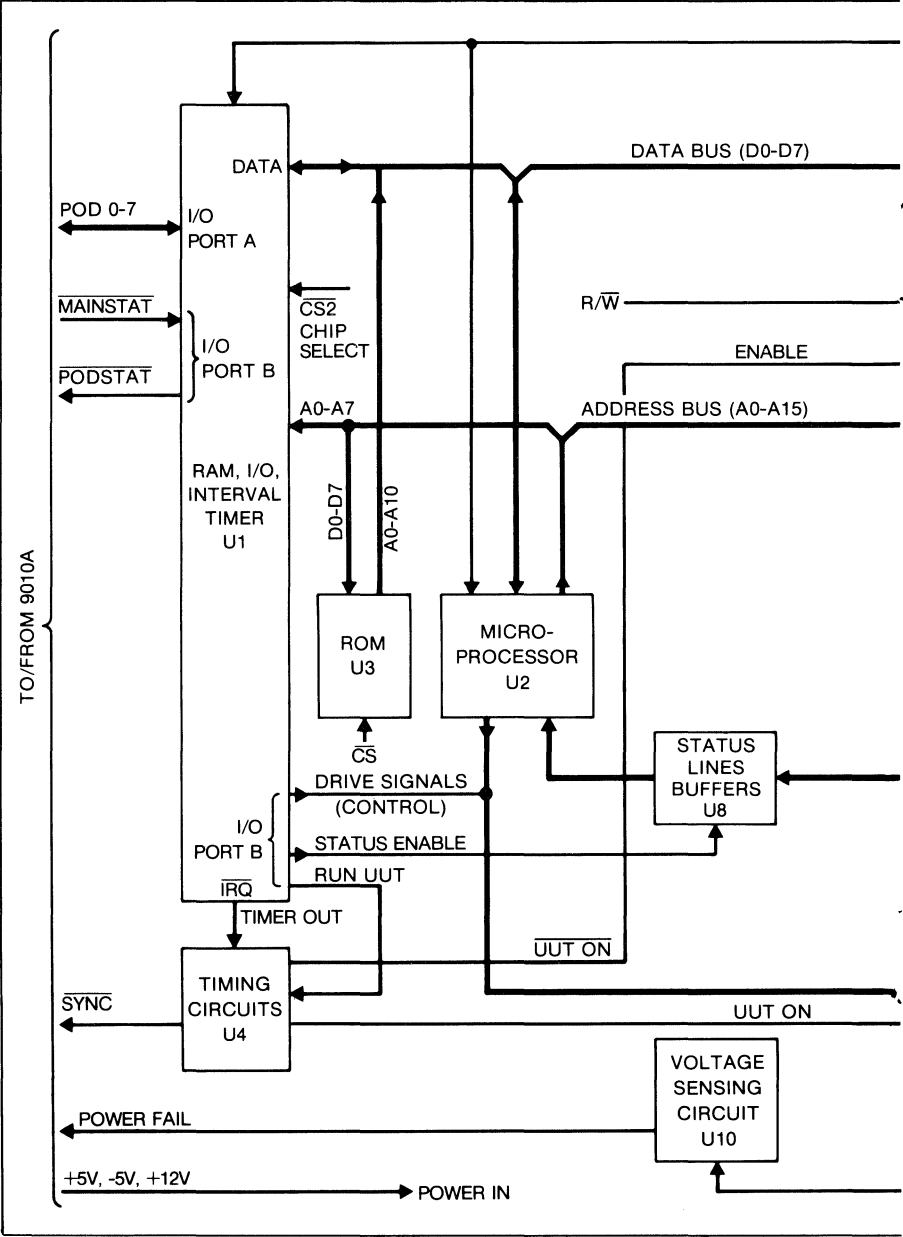 DATA BUS (D0-D7)
DATA
POD 0-7
I/O
PORT A
MAINSTAT
CS2
CHIP
SELECT
R/W
I/O
PORT B
ENABLE
PODSTAT
A0-A7
ADDRESS BUS (A0-A15)
RAM, I/O,
INTERVAL
TIMER
U1
D0-D7
A0-A10
TO/FROM 9010A
ROM
U3
MICRO-
PROCESSOR
U2
CS
STATUS
LINES
BUFFERS
U8
DRIVE SIGNALS
(CONTROL)
I/O
PORT B
STATUS ENABLE
RUN UUT
IRQ
TIMER OUT
UUT ON
TIMING
CIRCUITS
U4
SYNC
UUT ON
VOLTAGE
SENSING
CIRCUIT
U10
POWER FAIL
+5V, -5V, +12V
POWER IN